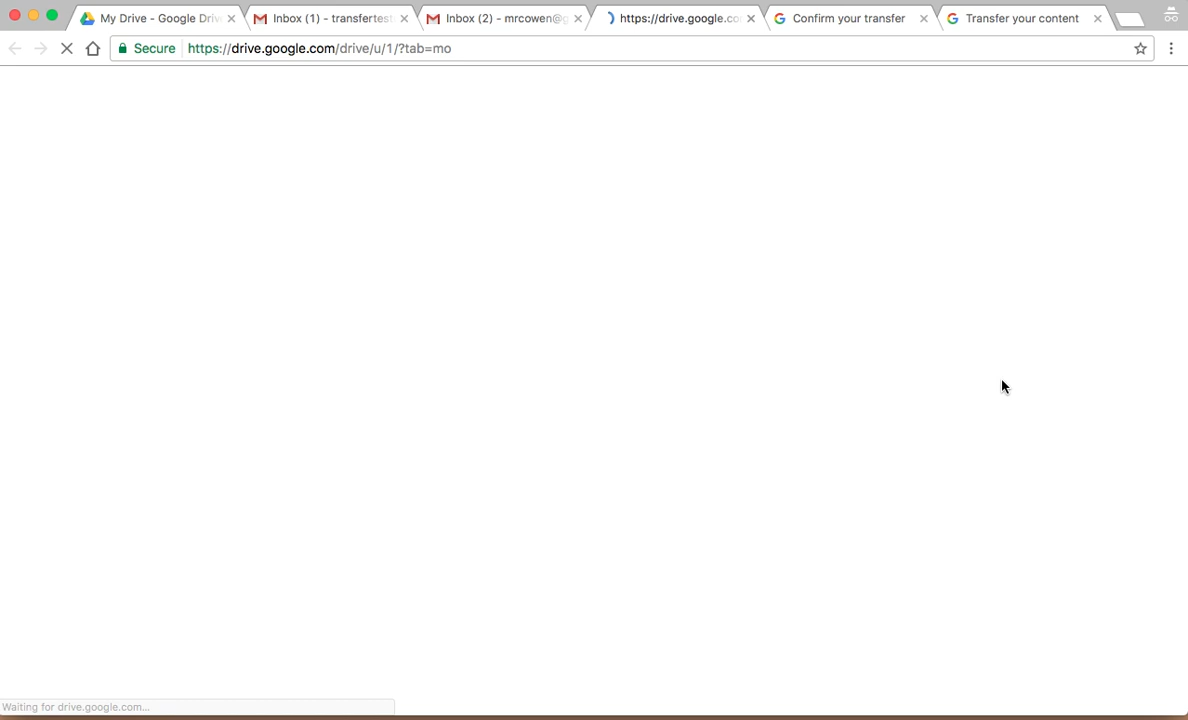 My Drive - Google Driv
Inbox (1) - transfertest
Inbox (2) - mrcowen@g
https://drive.google.co
Confirm your transfer
Transfer your content
Secure
https://drive.google.com/drive/u/1/?tab=mo
Waiting for drive.google.com...